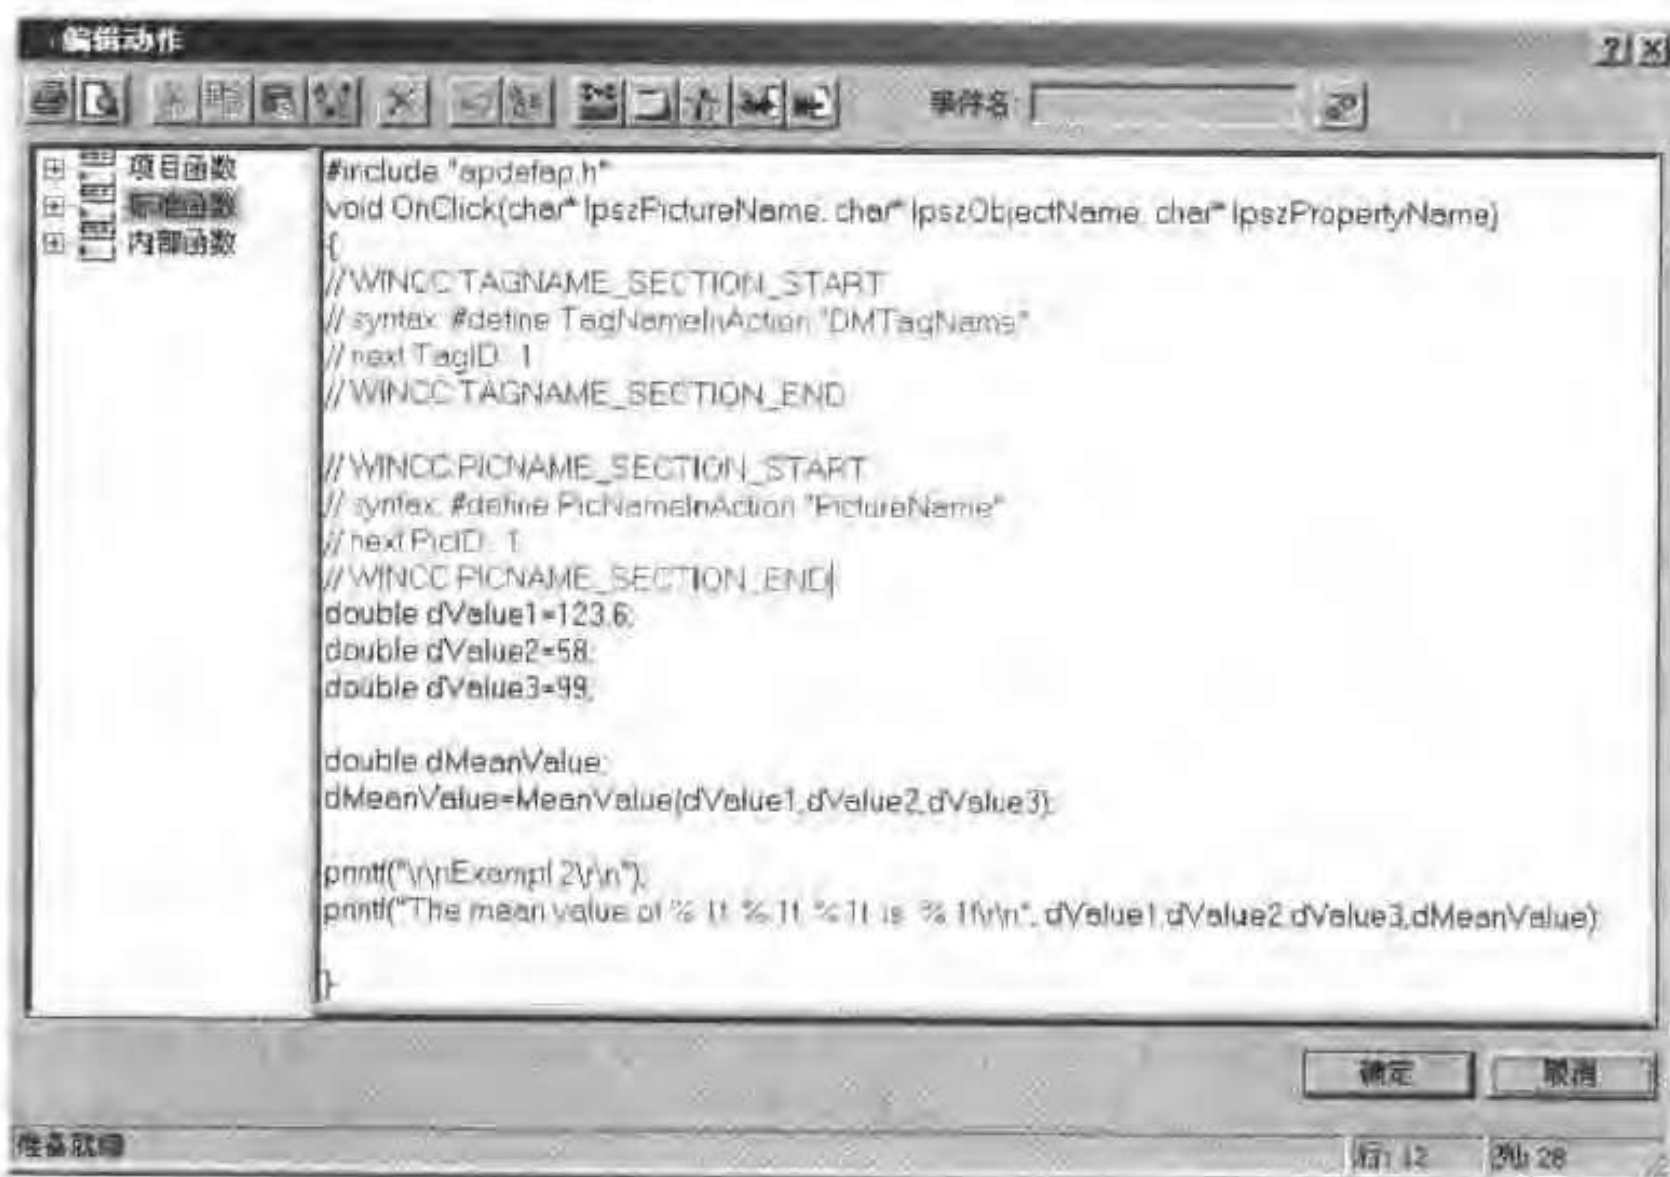 编辑动作
事件名:
项目函数
标准函数
内部函数
#include "apdefap.h"
void OnClick(char* lpszPictureName, char* lpszObjectName, char* lpszPropertyName)
{
// WINCC:TAGNAME_SECTION_START
// syntax: #define TagNameInAction "DMTagName"
// next TagID : 1
// WINCC:TAGNAME_SECTION_END
// WINCC:PICNAME_SECTION_START
// syntax: #define PicNameInAction "PictureName"
// next PicID : 1
// WINCC:PICNAME_SECTION_END
double dValue1=123.6;
double dValue2=58;
double dValue3=99;
double dMeanValue;
dMeanValue=MeanValue(dValue1,dValue2,dValue3);
printf("\r\nExampl 2\r\n");
printf("The mean value of %.1f, %.1f, %.1f is %.1f\r\n", dValue1,dValue2,dValue3,dMeanValue);
}
确定
取消
准备就绪
行: 12
列: 28